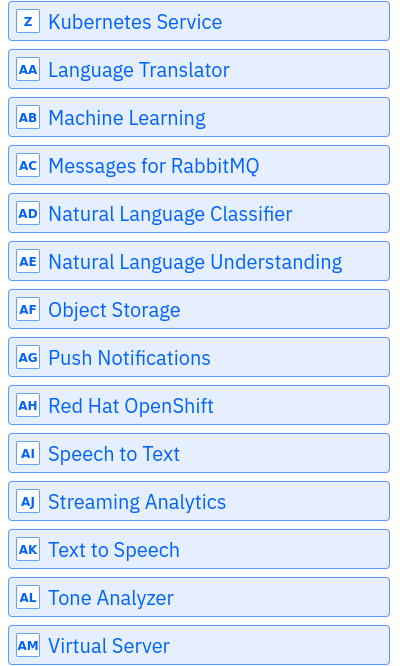 Z Kubernetes Service
AA Language Translator
AB Machine Learning
AC Messages for RabbitMQ
AD Natural Language Classifier
AE Natural Language Understanding
AF Object Storage
AG Push Notifications
AH Red Hat OpenShift
AI Speech to Text
AJ Streaming Analytics
AK Text to Speech
AL Tone Analyzer
AM Virtual Server